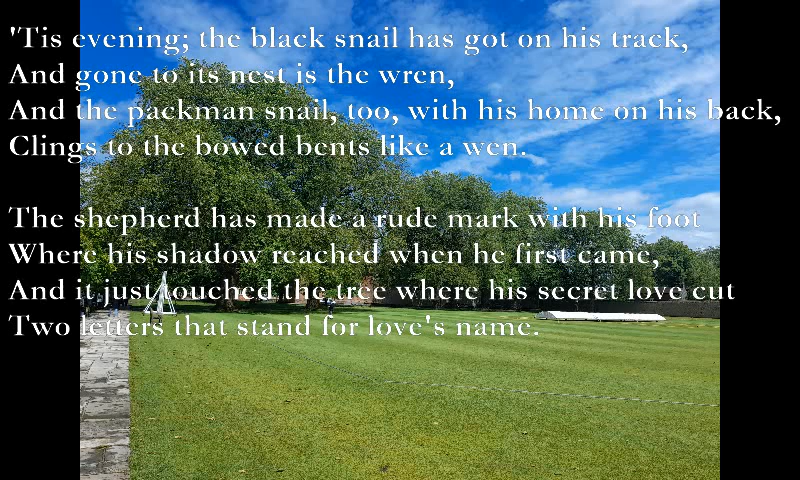 'Tis evening; the black snail has got on his track,
And gone to its nest is the wren,
And the packman snail, too, with his home on his back,
Clings to the bowed bents like a wen.

The shepherd has made a rude mark with his foot
Where his shadow reached when he first came,
And it just touched the tree where his secret love cut
Two letters that stand for love's name.